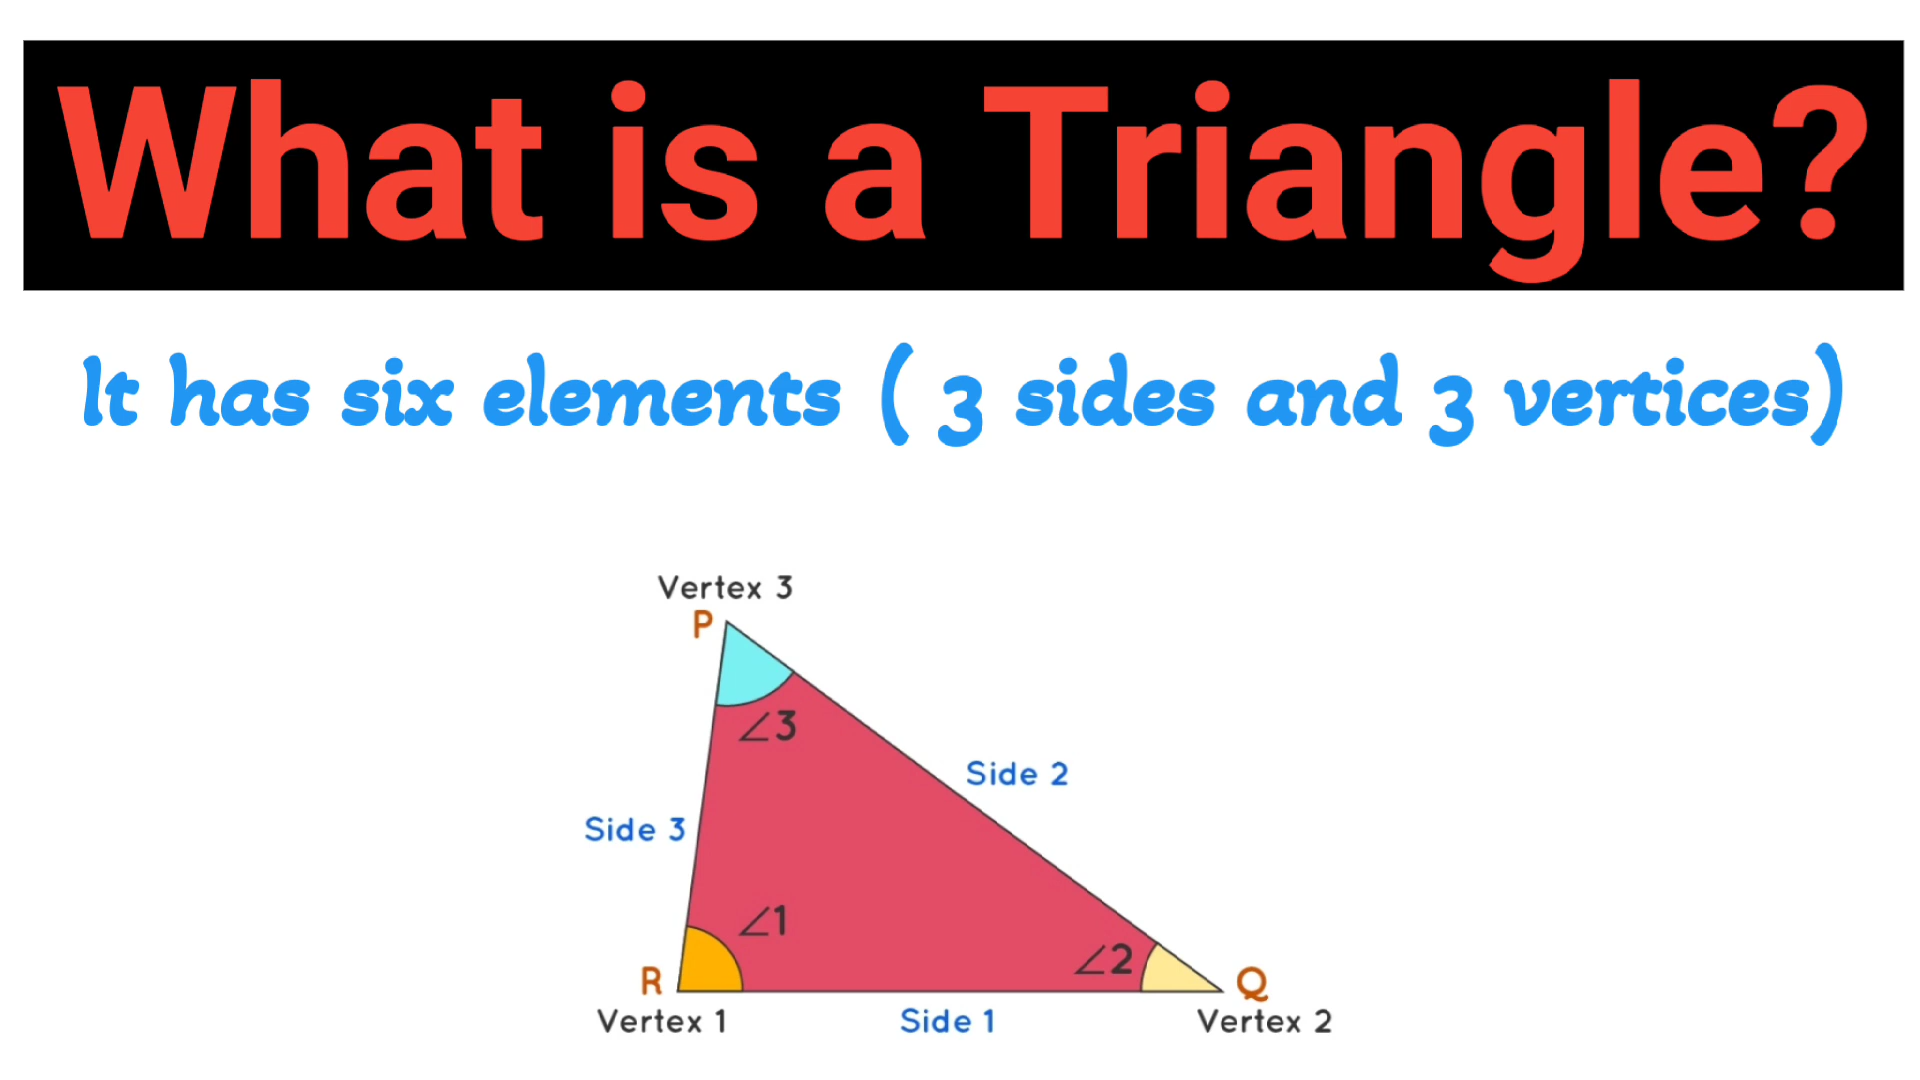 What is a Triangle?
It has six elements ( 3 sides and 3 vertices)
Vertex 3
P
∠3
Side 2
Side 3
∠1
∠2
R
Q
Vertex 1
Side 1
Vertex 2